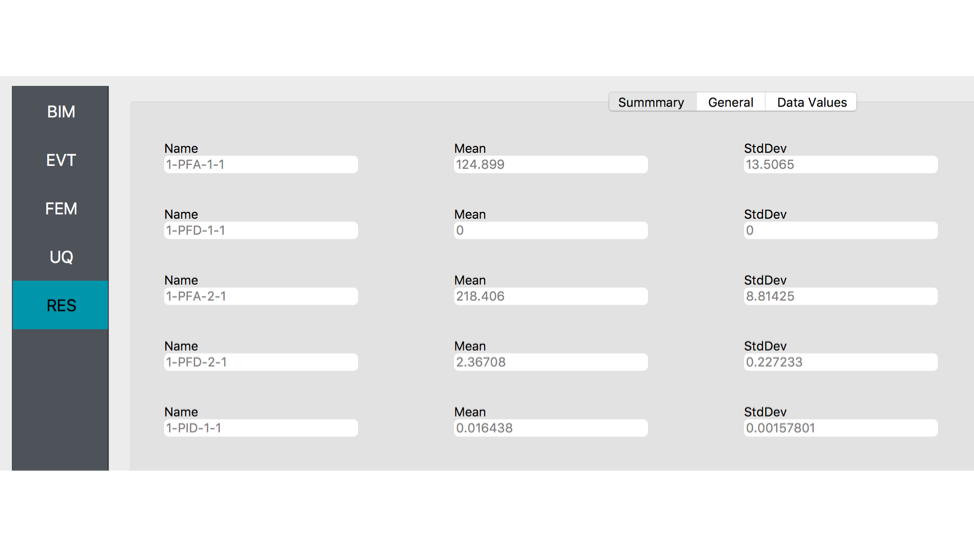 BIM
EVT
FEM
UQ
RES
Summmary General Data Values
Name Mean StdDev
1-PFA-1-1 124.899 13.5065
Name Mean StdDev
1-PFD-1-1 0 0
Name Mean StdDev
1-PFA-2-1 218.406 8.81425
Name Mean StdDev
1-PFD-2-1 2.36708 0.227233
Name Mean StdDev
1-PID-1-1 0.016438 0.00157801